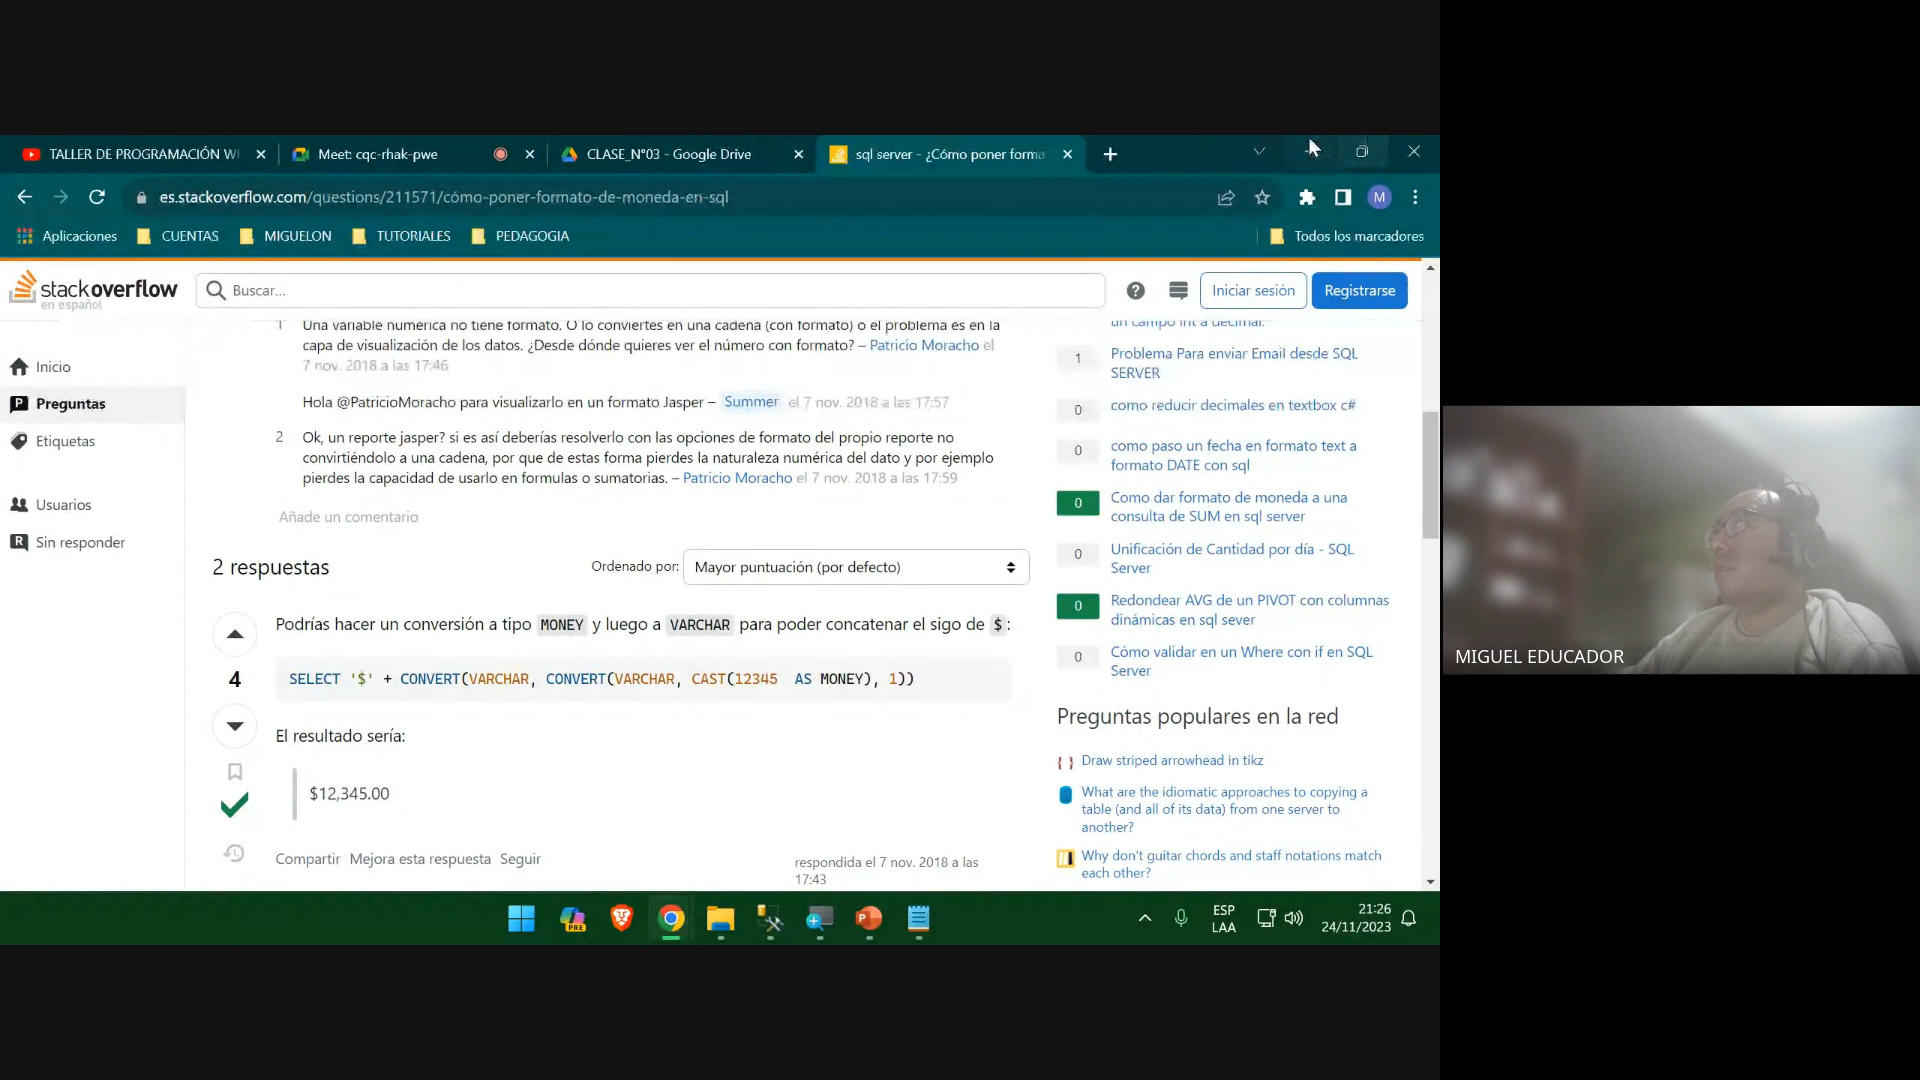 TALLER DE PROGRAMACIÓN WE
Meet: cqc-rhak-pwe
CLASE_N°03 - Google Drive
sql server - ¿Cómo poner forma
es.stackoverflow.com/questions/211571/cómo-poner-formato-de-moneda-en-sql
M
Aplicaciones
CUENTAS
MIGUELON
TUTORIALES
PEDAGOGIA
Todos los marcadores
stackoverflow
en español
Buscar...
Iniciar sesión
Registrarse
Inicio
Preguntas
Etiquetas
Usuarios
Sin responder
1 Una variable numérica no tiene formato. O lo conviertes en una cadena (con formato) o el problema es en la
capa de visualización de los datos. ¿Desde dónde quieres ver el número con formato? – Patricio Moracho el
7 nov. 2018 a las 17:46
Hola @PatricioMoracho para visualizarlo en un formato Jasper – Summer el 7 nov. 2018 a las 17:57
2 Ok, un reporte jasper? si es así deberías resolverlo con las opciones de formato del propio reporte no
convirtiéndolo a una cadena, por que de estas forma pierdes la naturaleza numérica del dato y por ejemplo
pierdes la capacidad de usarlo en formulas o sumatorias. – Patricio Moracho el 7 nov. 2018 a las 17:59
Añade un comentario
2 respuestas
Ordenado por:
Mayor puntuación (por defecto)
Podrías hacer un conversión a tipo MONEY y luego a VARCHAR para poder concatenar el sigo de $:
4
SELECT '$' + CONVERT(VARCHAR, CONVERT(VARCHAR, CAST(12345 AS MONEY), 1))
El resultado sería:
$12,345.00
Compartir Mejora esta respuesta Seguir
respondida el 7 nov. 2018 a las
17:43
un campo int a decimal.
1 Problema Para enviar Email desde SQL
SERVER
0 como reducir decimales en textbox c#
0 como paso un fecha en formato text a
formato DATE con sql
0 Como dar formato de moneda a una
consulta de SUM en sql server
0 Unificación de Cantidad por día - SQL
Server
0 Redondear AVG de un PIVOT con columnas
dinámicas en sql sever
0 Cómo validar en un Where con if en SQL
Server
Preguntas populares en la red
Draw striped arrowhead in tikz
What are the idiomatic approaches to copying a
table (and all of its data) from one server to
another?
Why don't guitar chords and staff notations match
each other?
PRE
ESP
LAA
21:26
24/11/2023
MIGUEL EDUCADOR